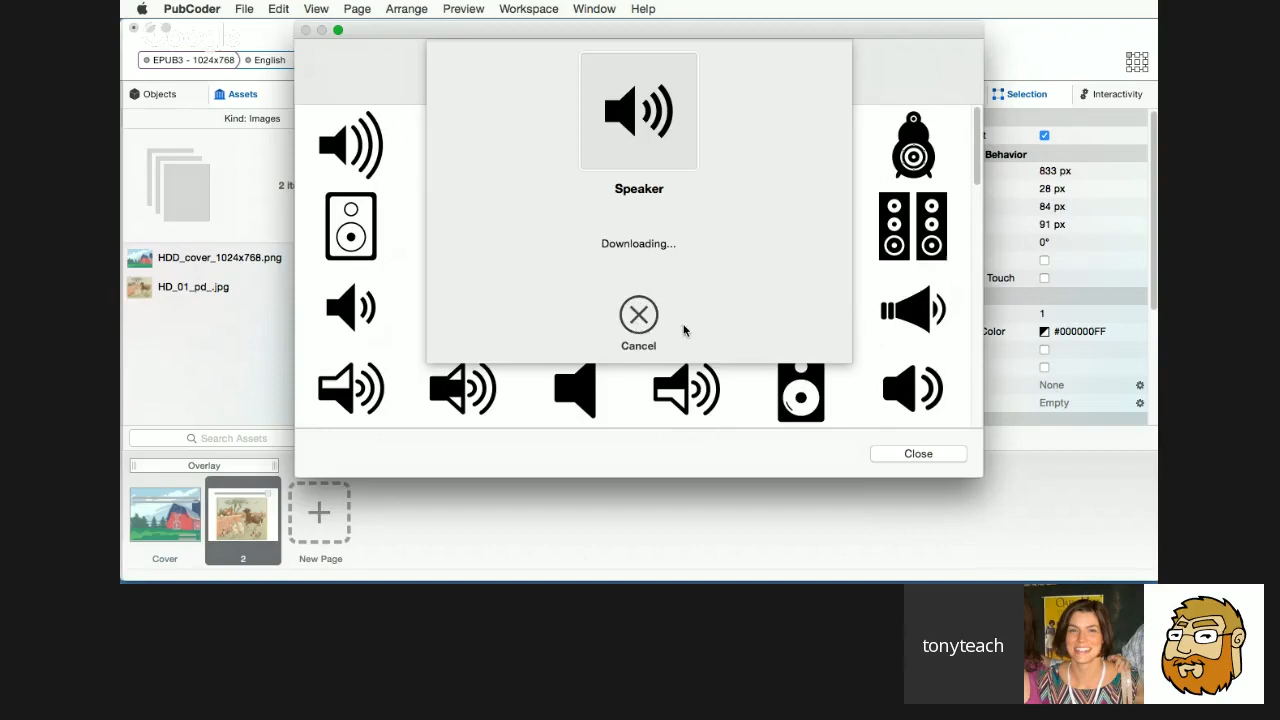 PubCoder File Edit View Page Arrange Preview Workspace Window Help
EPUB3 - 1024x768 English
Objects Assets Selection Interactivity
Kind: Images
Speaker
Downloading...
Cancel
Close
2 it
HDD_cover_1024x768.png
HD_01_pd_.jpg
Search Assets
Overlay
Cover 2 New Page
t
Behavior
833 px
28 px
84 px
91 px
0°
Touch
1
Color #000000FF
None
Empty
tonyteach